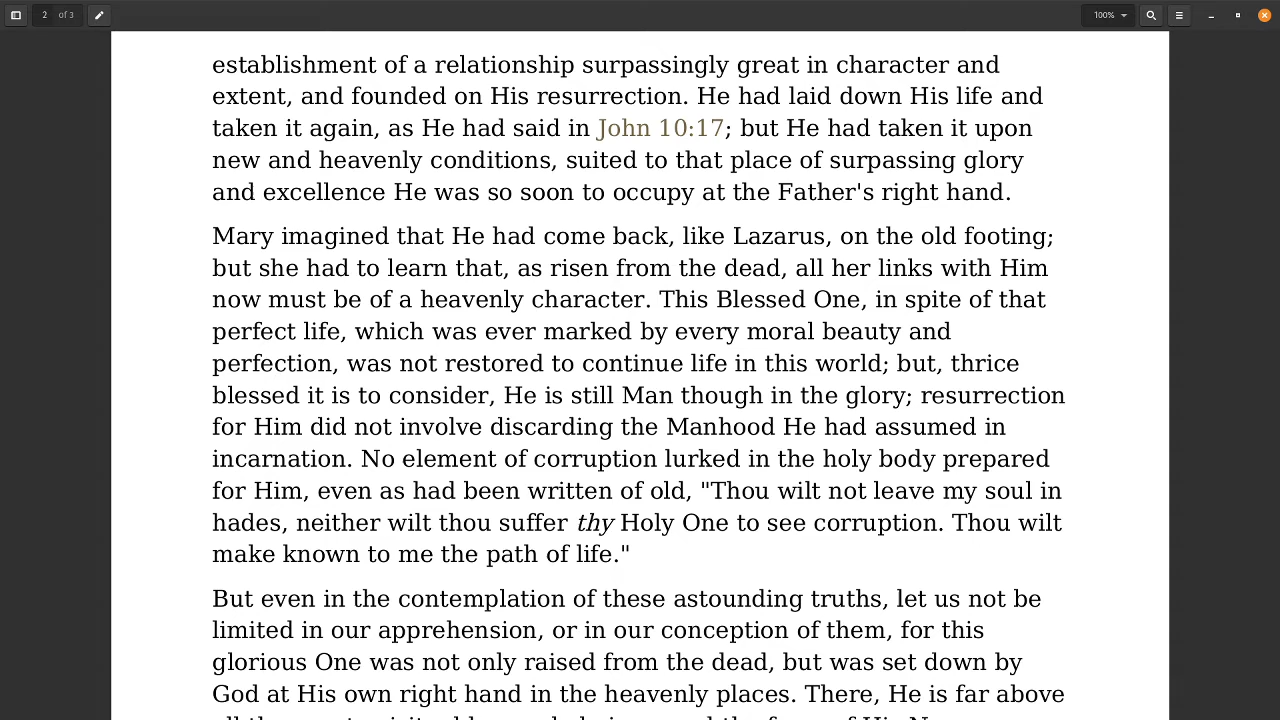 2 of 3 100%
establishment of a relationship surpassingly great in character and
extent, and founded on His resurrection. He had laid down His life and
taken it again, as He had said in John 10:17; but He had taken it upon
new and heavenly conditions, suited to that place of surpassing glory
and excellence He was so soon to occupy at the Father's right hand.
Mary imagined that He had come back, like Lazarus, on the old footing;
but she had to learn that, as risen from the dead, all her links with Him
now must be of a heavenly character. This Blessed One, in spite of that
perfect life, which was ever marked by every moral beauty and
perfection, was not restored to continue life in this world; but, thrice
blessed it is to consider, He is still Man though in the glory; resurrection
for Him did not involve discarding the Manhood He had assumed in
incarnation. No element of corruption lurked in the holy body prepared
for Him, even as had been written of old, "Thou wilt not leave my soul in
hades, neither wilt thou suffer thy Holy One to see corruption. Thou wilt
make known to me the path of life."
But even in the contemplation of these astounding truths, let us not be
limited in our apprehension, or in our conception of them, for this
glorious One was not only raised from the dead, but was set down by
God at His own right hand in the heavenly places. There, He is far above